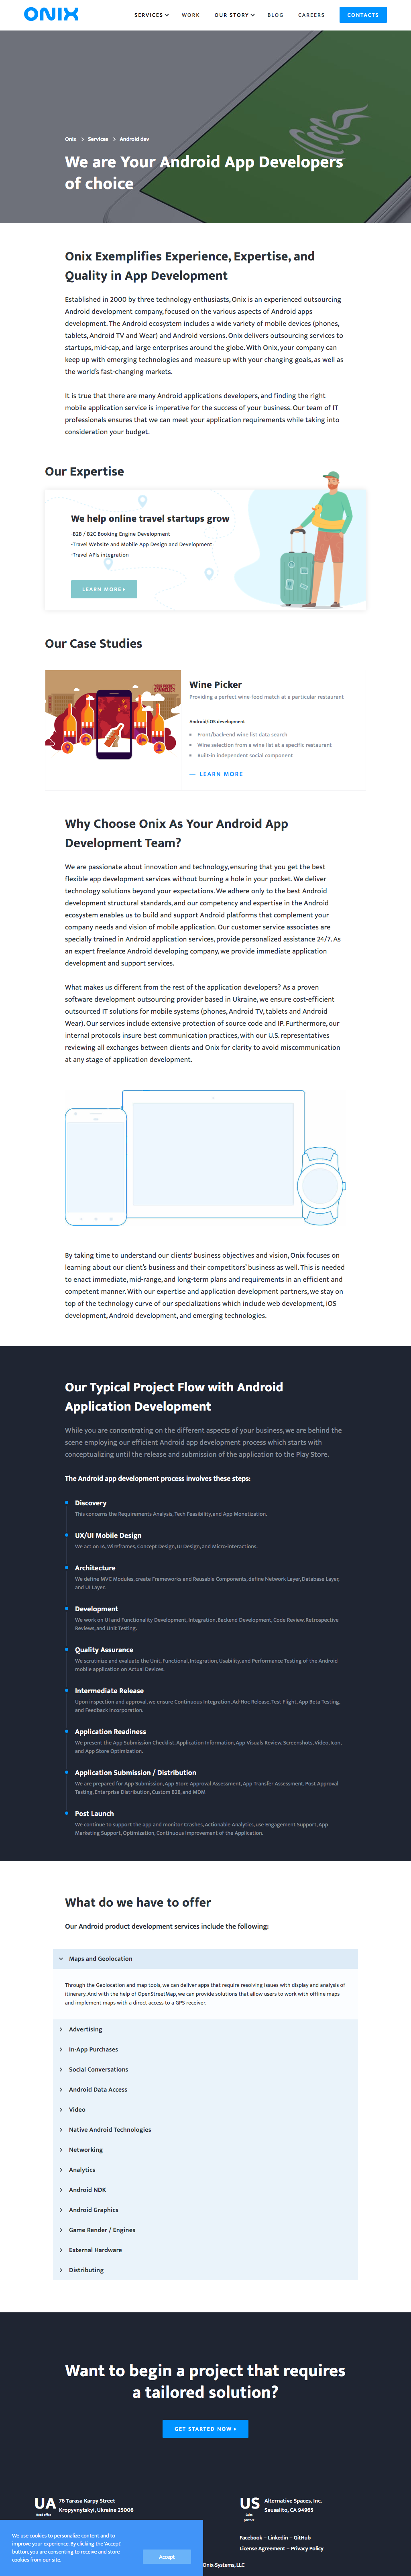 ONIX
SERVICES WORK OUR STORY BLOG CAREERS CONTACTS
Onix > Services > Android dev
We are Your Android App Developers
of choice
Onix Exemplifies Experience, Expertise, and
Quality in App Development
Established in 2000 by three technology enthusiasts, Onix is an experienced outsourcing
Android development company, focused on the various aspects of Android apps
development. The Android ecosystem includes a wide variety of mobile devices (phones,
tablets, Android TV and Wear) and Android versions. Onix delivers outsourcing services to
startups, mid-cap, and large enterprises around the globe. With Onix, your company can
keep up with emerging technologies and measure up with your changing goals, as well as
the world's fast-changing markets.
It is true that there are many Android applications developers, and finding the right
mobile application service is imperative for the success of your business. Our team of IT
professionals ensures that we can meet your application requirements while taking into
consideration your budget.
Our Expertise
We help online travel startups grow
-B2B / B2C Booking Engine Development
-Travel Website and Mobile App Design and Development
-Travel APIs integration
LEARN MORE
Our Case Studies
Wine Picker
Providing a perfect wine-food match at a particular restaurant
Android/iOS development
Front/back-end wine list data search
Wine selection from a wine list at a specific restaurant
Built-in independent social component
LEARN MORE
Why Choose Onix As Your Android App
Development Team?
We are passionate about innovation and technology, ensuring that you get the best
flexible app development services without burning a hole in your pocket. We deliver
technology solutions beyond your expectations. We adhere only to the best Android
development structural standards, and our competency and expertise in the Android
ecosystem enables us to build and support Android platforms that complement your
company needs and vision of mobile application. Our customer service associates are
specially trained in Android application services, provide personalized assistance 24/7. As
an expert freelance Android developing company, we provide immediate application
development and support services.
What makes us different from the rest of the application developers? As a proven
software development outsourcing provider based in Ukraine, we ensure cost-efficient
outsourced IT solutions for mobile systems (phones, Android TV, tablets and Android
Wear). Our services include extensive protection of source code and IP. Furthermore, our
internal protocols insure best communication practices, with our U.S. representatives
reviewing all exchanges between clients and Onix for clarity to avoid miscommunication
at any stage of application development.
By taking time to understand our clients' business objectives and vision, Onix focuses on
learning about our client's business and their competitors' business as well. This is needed
to enact immediate, mid-range, and long-term plans and requirements in an efficient and
competent manner. With our expertise and application development partners, we stay on
top of the technology curve of our specializations which include web development, iOS
development, Android development, and emerging technologies.
Our Typical Project Flow with Android
Application Development
While you are concentrating on the different aspects of your business, we are behind the
scene employing our efficient Android app development process which starts with
conceptualizing until the release and submission of the application to the Play Store.
The Android app development process involves these steps:
Discovery
This concerns the Requirements Analysis, Tech Feasibility, and App Monetization.
UX/UI Mobile Design
We act on IA, Wireframes, Concept Design, UI Design, and Micro-Interactions.
Architecture
We define MVC Modules, create Frameworks and Reusable Components, define Network Layer, Database Layer,
and UI Layer.
Development
We work on UI and Functionality Development, Integration, Backend Development, Code Review, Retrospective
Reviews, and Unit Testing.
Quality Assurance
We scrutinize and evaluate the Unit, Functional, Integration, Usability, and Performance Testing of the Android
mobile application on Actual Devices.
Intermediate Release
Upon inspection and approval, we ensure Continuous Integration, Ad-Hoc Release, Test Flight, App Beta Testing,
and Feedback Incorporation.
Application Readiness
We present the App Submission Checklist, Application Information, App Visuals Review, Screenshots, Video, Icon,
and App Store Optimization.
Application Submission / Distribution
We are prepared for App Submission, App Store Approval Assessment, App Transfer Assessment, Post Approval
Testing, Enterprise Distribution, Custom B2B, and MDM
Post Launch
We continue to support the app and monitor Crashes, Actionable Analytics, use Engagement Support, App
Marketing Support, Optimization, Continuous Improvement of the Application.
What do we have to offer
Our Android product development services include the following:
Maps and Geolocation
Through the Geolocation and map tools, we can deliver apps that require resolving issues with display and analysis of
itinerary. And with the help of OpenStreetMap, we can provide solutions that allow users to work with offline maps
and implement maps with a direct access to a GPS receiver.
Advertising
In-App Purchases
Social Conversations
Android Data Access
Video
Native Android Technologies
Networking
Analytics
Android NDK
Android Graphics
Game Render / Engines
External Hardware
Distributing
Want to begin a project that requires
a tailored solution?
GET STARTED NOW
UA
Head office
76 Tarasa Karpy Street
Kropyvnytskyi, Ukraine 25006
US
Sales
partner
Alternative Spaces, Inc.
Sausalito, CA 94965
Facebook – Linkedin – GitHub
License Agreement – Privacy Policy
Onix-Systems, LLC
We use cookies to personalize content and to
improve your experience. By clicking the 'Accept'
button, you are consenting to receive and store
cookies from our site.
Accept